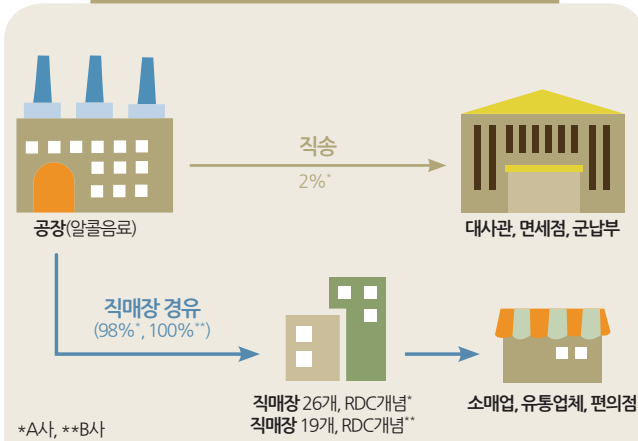 직송
2%*
공장(알콜음료)
대사관, 면세점, 군납부
직매장 경유
(98%*, 100%**)
직매장 26개, RDC개념*
직매장 19개, RDC개념**
소매업, 유통업체, 편의점
*A사, **B사